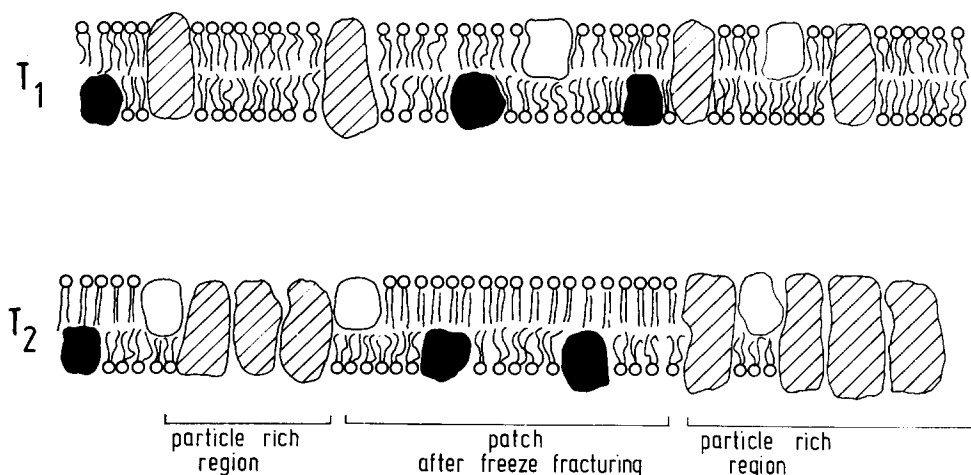 T1
T2
particle rich
region
patch
after freeze fracturing
particle rich
region